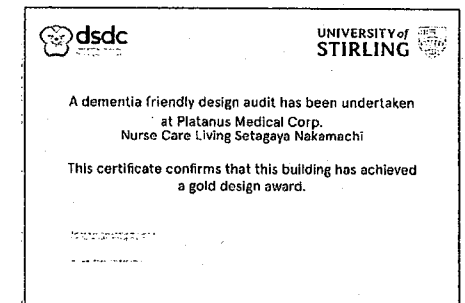 dsdc
UNIVERSITY of
STIRLING
A dementia friendly design audit has been undertaken
at Platanus Medical Corp.
Nurse Care Living Setagaya Nakamachi
This certificate confirms that this building has achieved
a gold design award.